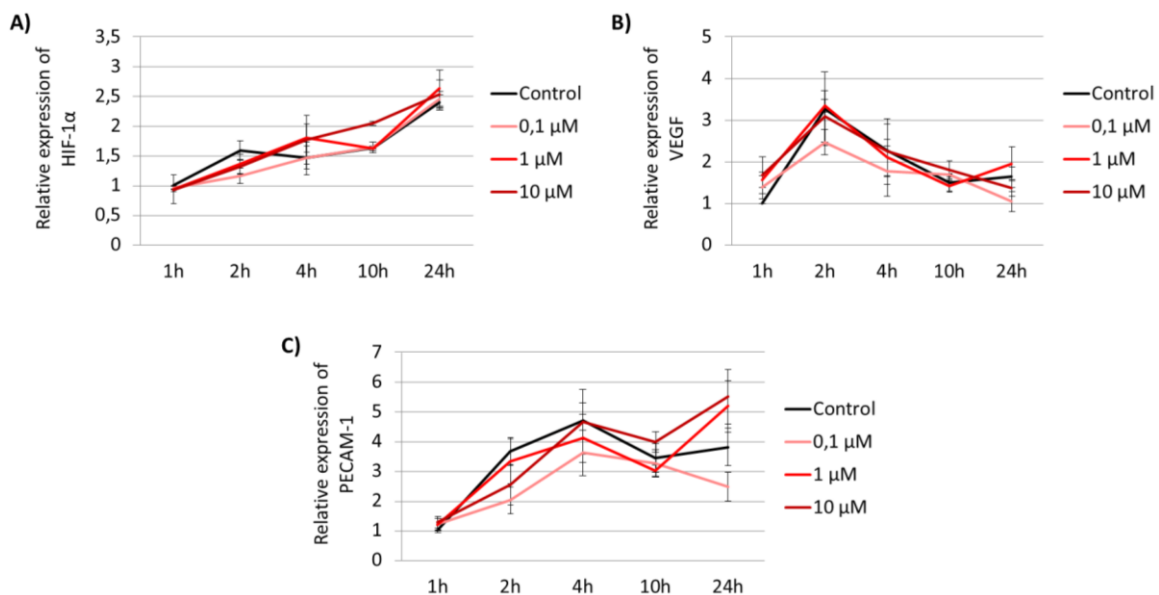 A)
Relative expression of
HIF-1α
3,5
3
2,5
2
1,5
1
0,5
0
1h 2h 4h 10h 24h
Control
0,1 µM
1 µM
10 µM
B)
Relative expression of
VEGF
5
4
3
2
1
0
1h 2h 4h 10h 24h
Control
0,1 µM
1 µM
10 µM
C)
Relative expression of
PECAM-1
7
6
5
4
3
2
1
0
1h 2h 4h 10h 24h
Control
0,1 µM
1 µM
10 µM